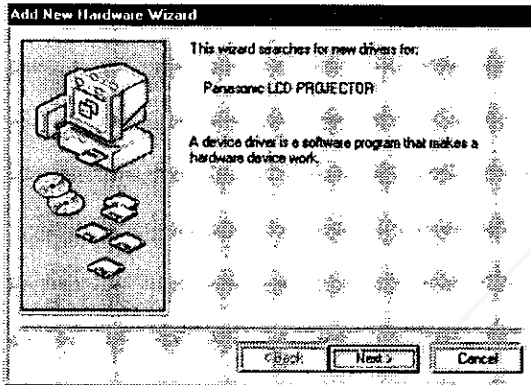 Add New Hardware Wizard
This wizard searches for new drivers for:
Panasonic LCD PROJECTOR
A device driver is a software program that makes a
hardware device work.
< Back
Next >
Cancel